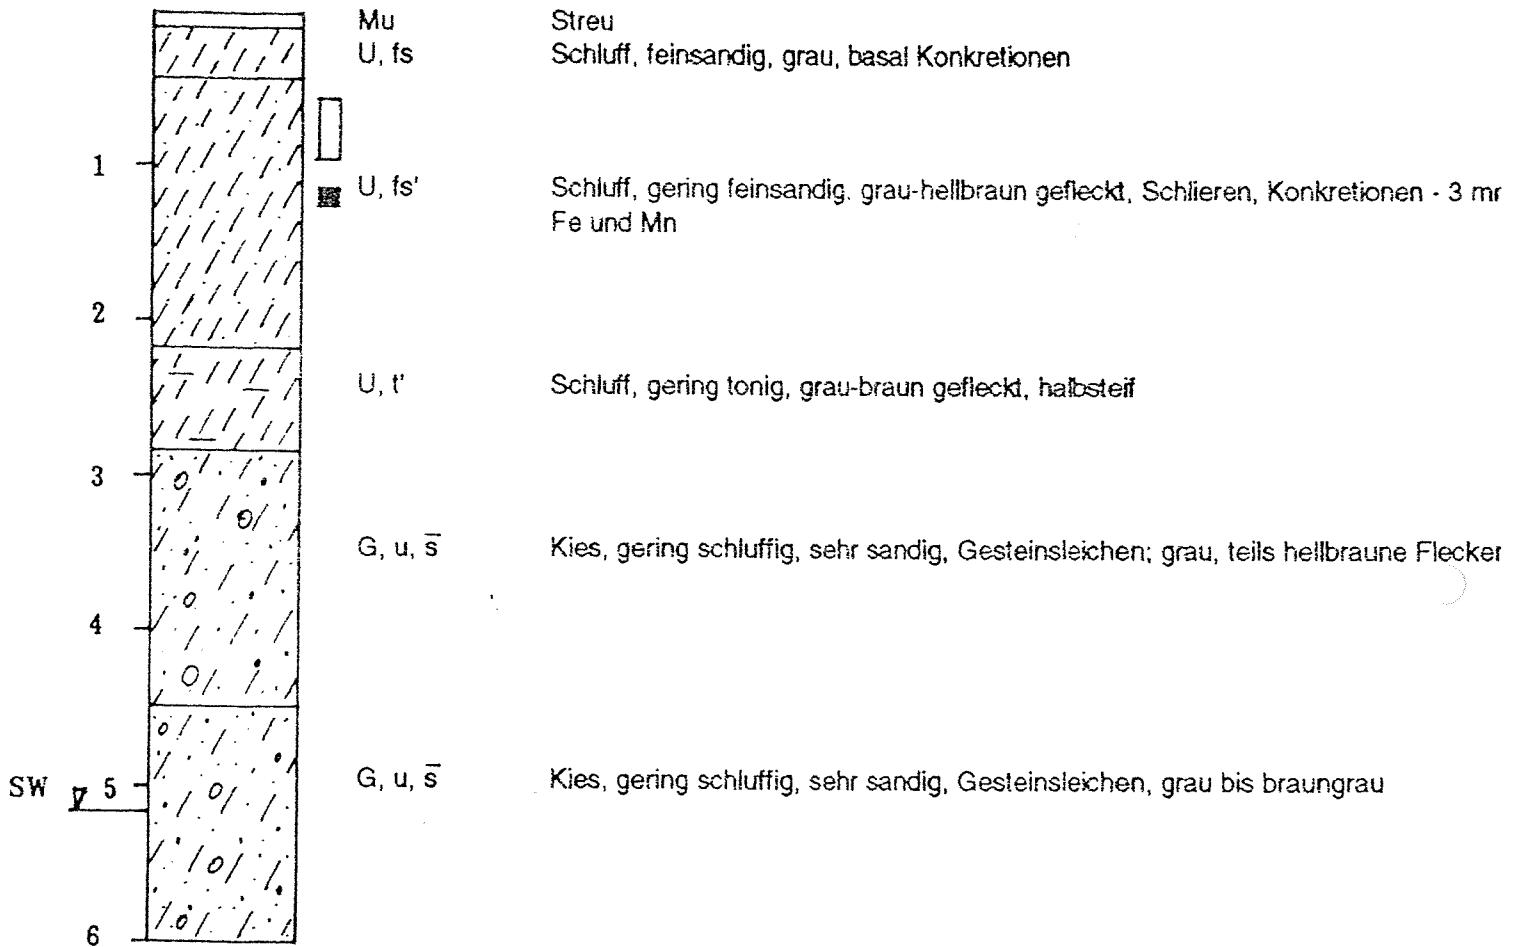 Mu Streu
U, fs Schluff, feinsandig, grau, basal Konkretionen
1
U, fs' Schluff, gering feinsandig. grau-hellbraun gefleckt, Schlieren, Konkretionen - 3 mr
Fe und Mn
2
U, t' Schluff, gering tonig, grau-braun gefleckt, halbsteif
3
G, u, s̅ Kies, gering schluffig, sehr sandig, Gesteinsleichen; grau, teils hellbraune Flecker
4
SW 5 G, u, s̅ Kies, gering schluffig, sehr sandig, Gesteinsleichen, grau bis braungrau
6